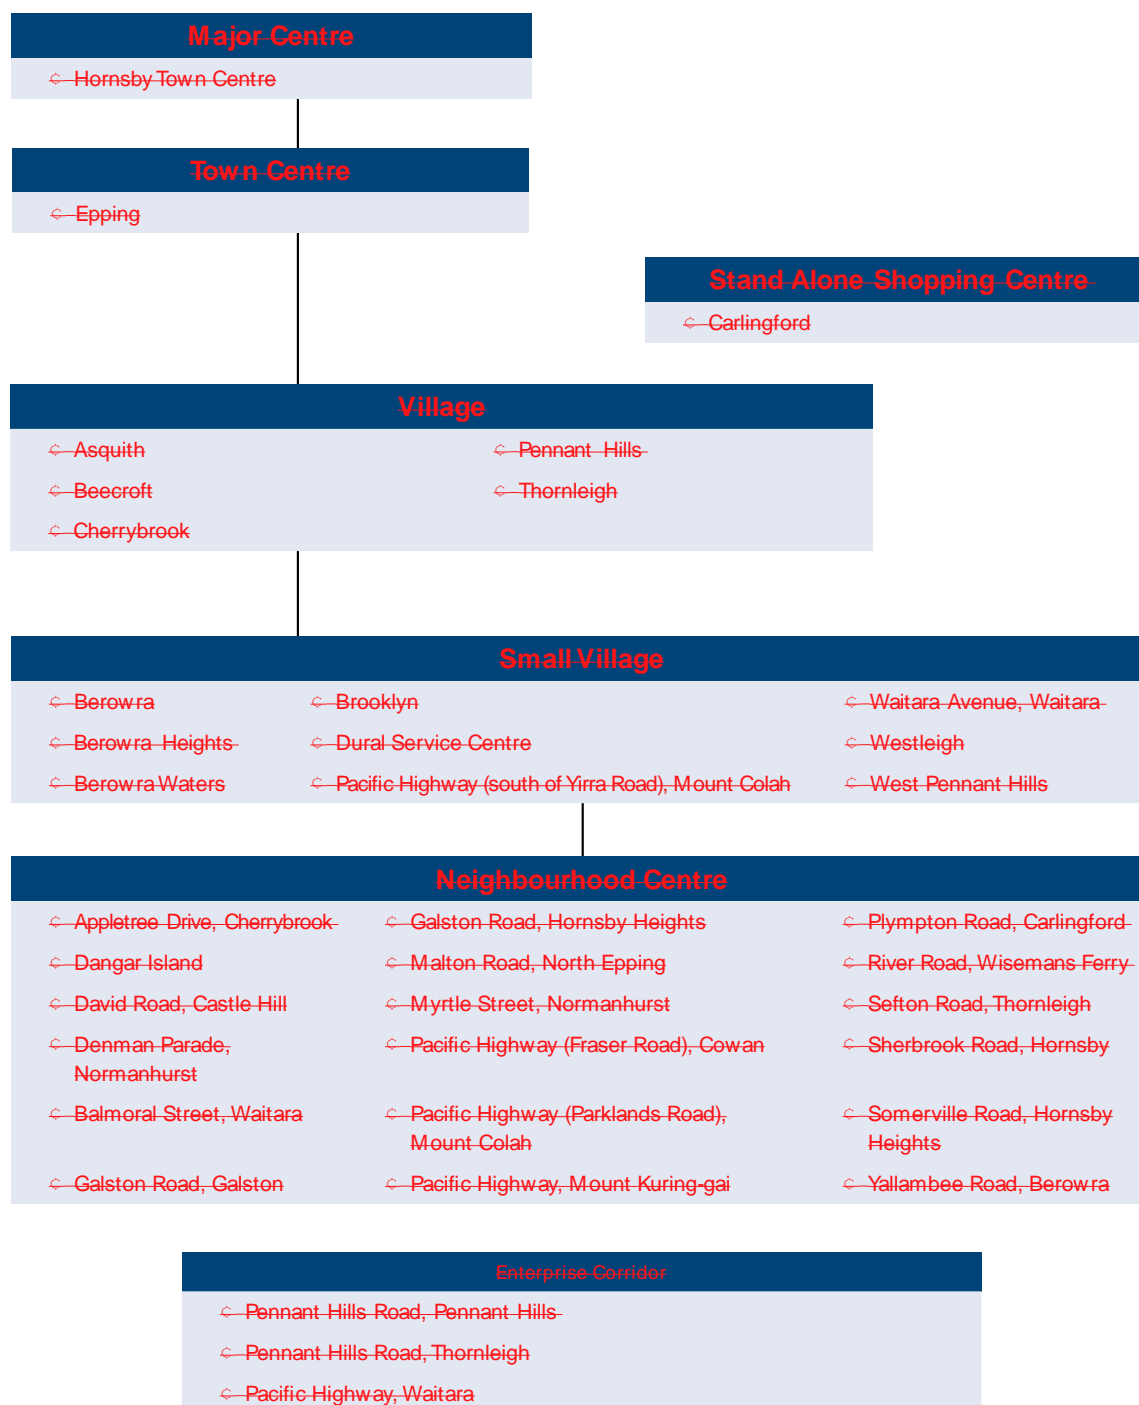 Major Centre
Hornsby Town Centre
Town Centre
Epping
Stand Alone Shopping Centre
Carlingford
Village
Asquith
Pennant Hills
Beecroft
Thornleigh
Cherrybrook
Small Village
Berowra
Brooklyn
Waitara Avenue, Waitara
Berowra Heights
Dural Service Centre
Westleigh
Berowra Waters
Pacific Highway (south of Yirra Road), Mount Colah
West Pennant Hills
Neighbourhood Centre
Appletree Drive, Cherrybrook
Galston Road, Hornsby Heights
Plympton Road, Carlingford
Dangar Island
Malton Road, North Epping
River Road, Wisemans Ferry
David Road, Castle Hill
Myrtle Street, Normanhurst
Sefton Road, Thornleigh
Denman Parade,
Normanhurst
Pacific Highway (Fraser Road), Cowan
Sherbrook Road, Hornsby
Balmoral Street, Waitara
Pacific Highway (Parklands Road),
Mount Colah
Somerville Road, Hornsby
Heights
Galston Road, Galston
Pacific Highway, Mount Kuring-gai
Yallambee Road, Berowra
Enterprise Corridor
Pennant Hills Road, Pennant Hills
Pennant Hills Road, Thornleigh
Pacific Highway, Waitara